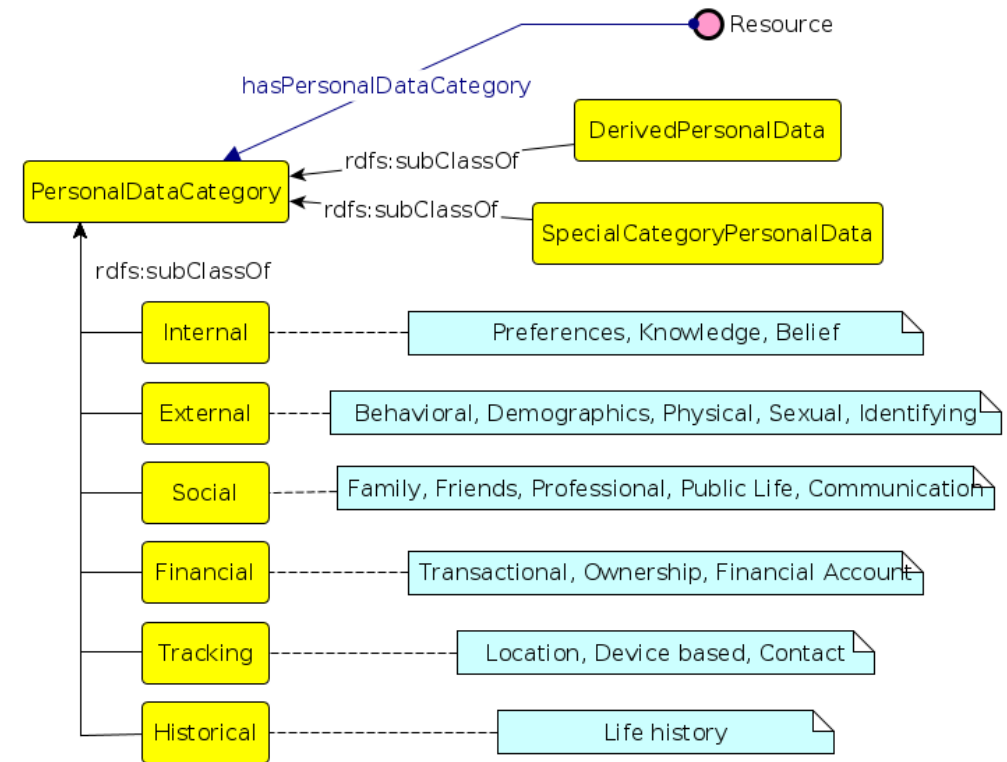 Resource
hasPersonalDataCategory
DerivedPersonalData
rdfs:subClassOf
PersonalDataCategory
rdfs:subClassOf
SpecialCategoryPersonalData
rdfs:subClassOf
Internal
Preferences, Knowledge, Belief
External
Behavioral, Demographics, Physical, Sexual, Identifying
Social
Family, Friends, Professional, Public Life, Communication
Financial
Transactional, Ownership, Financial Account
Tracking
Location, Device based, Contact
Historical
Life history